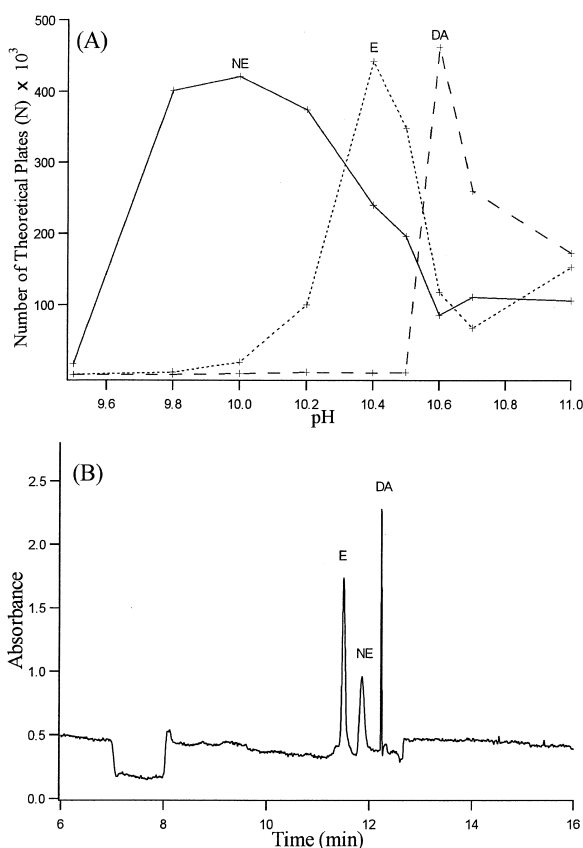 (A)
NE
E
DA
Number of Theoretical Plates (N) x 10³
500
400
300
200
100
9.6 9.8 10.0 10.2 10.4 10.6 10.8 11.0
pH
(B)
E
NE
DA
Absorbance
2.5
2.0
1.5
1.0
0.5
0.0
6 8 10 12 14 16
Time (min)